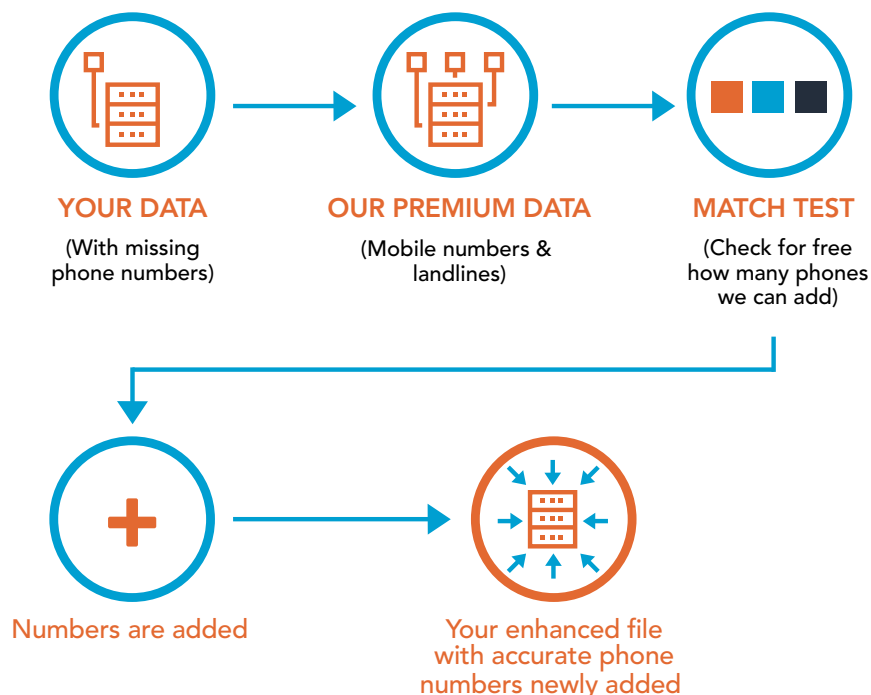 YOUR DATA
(With missing
phone numbers)
OUR PREMIUM DATA
(Mobile numbers &
landlines)
MATCH TEST
(Check for free
how many phones
we can add)
Numbers are added
Your enhanced file
with accurate phone
numbers newly added